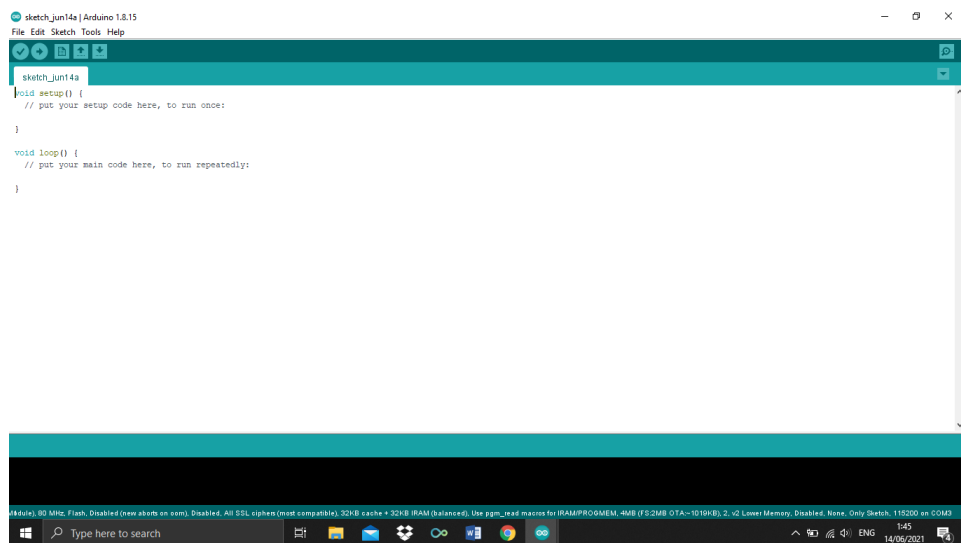 sketch_jun14a | Arduino 1.8.15
File Edit Sketch Tools Help
sketch_jun14a
void setup() {
// put your setup code here, to run once:
}
void loop() {
// put your main code here, to run repeatedly:
}
80 MHz, Flash, Disabled (new aborts on oom), Disabled, All SSL ciphers (most compatible), 32KB cache + 32KB IRAM (balanced), Use pgm_read macros for IRAM/PROGMEM, 4MB (FS:2MB OTA:~1019KB), 2, v2 Lower Memory, Disabled, None, Only Sketch, 115200 on COM3
Type here to search
ENG
1:45
14/06/2021
4